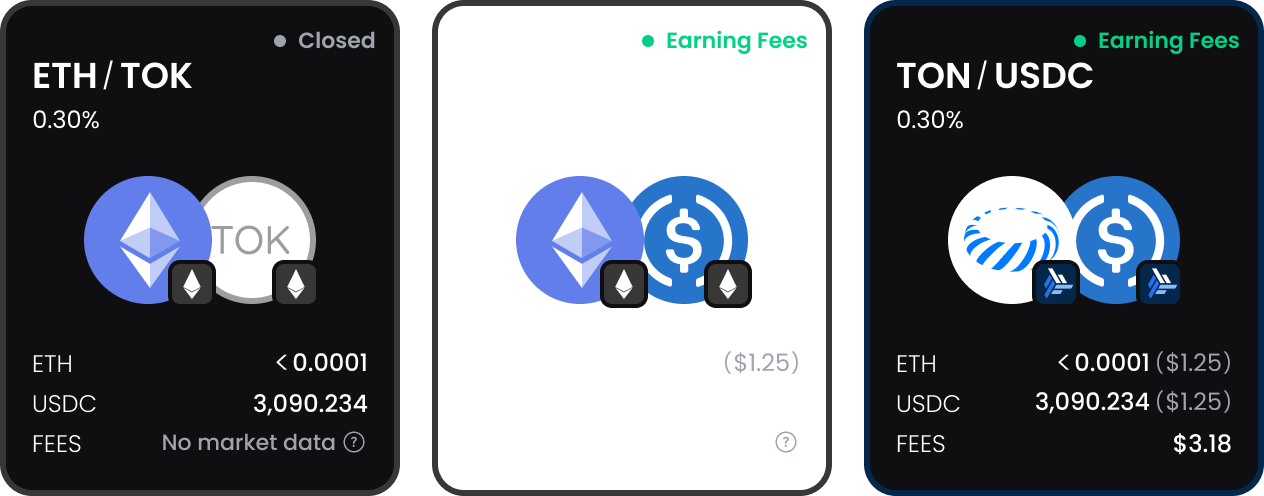 Closed
ETH / TOK
0.30%
TOK
ETH < 0.0001
USDC 3,090.234
FEES No market data ?
Earning Fees
($1.25)
?
Earning Fees
TON / USDC
0.30%
ETH < 0.0001 ($1.25)
USDC 3,090.234 ($1.25)
FEES $3.18